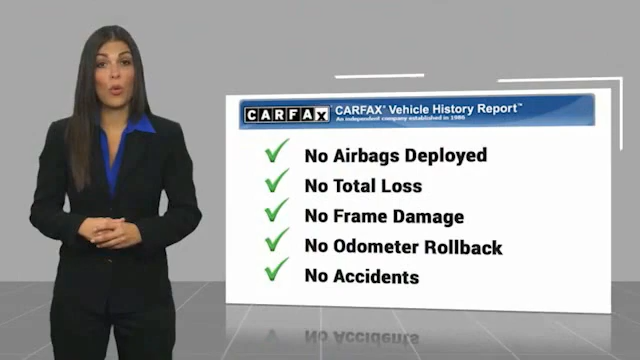 CARFAX CARFAX® Vehicle History Report™
An independent company established in 1986
No Airbags Deployed
No Total Loss
No Frame Damage
No Odometer Rollback
No Accidents